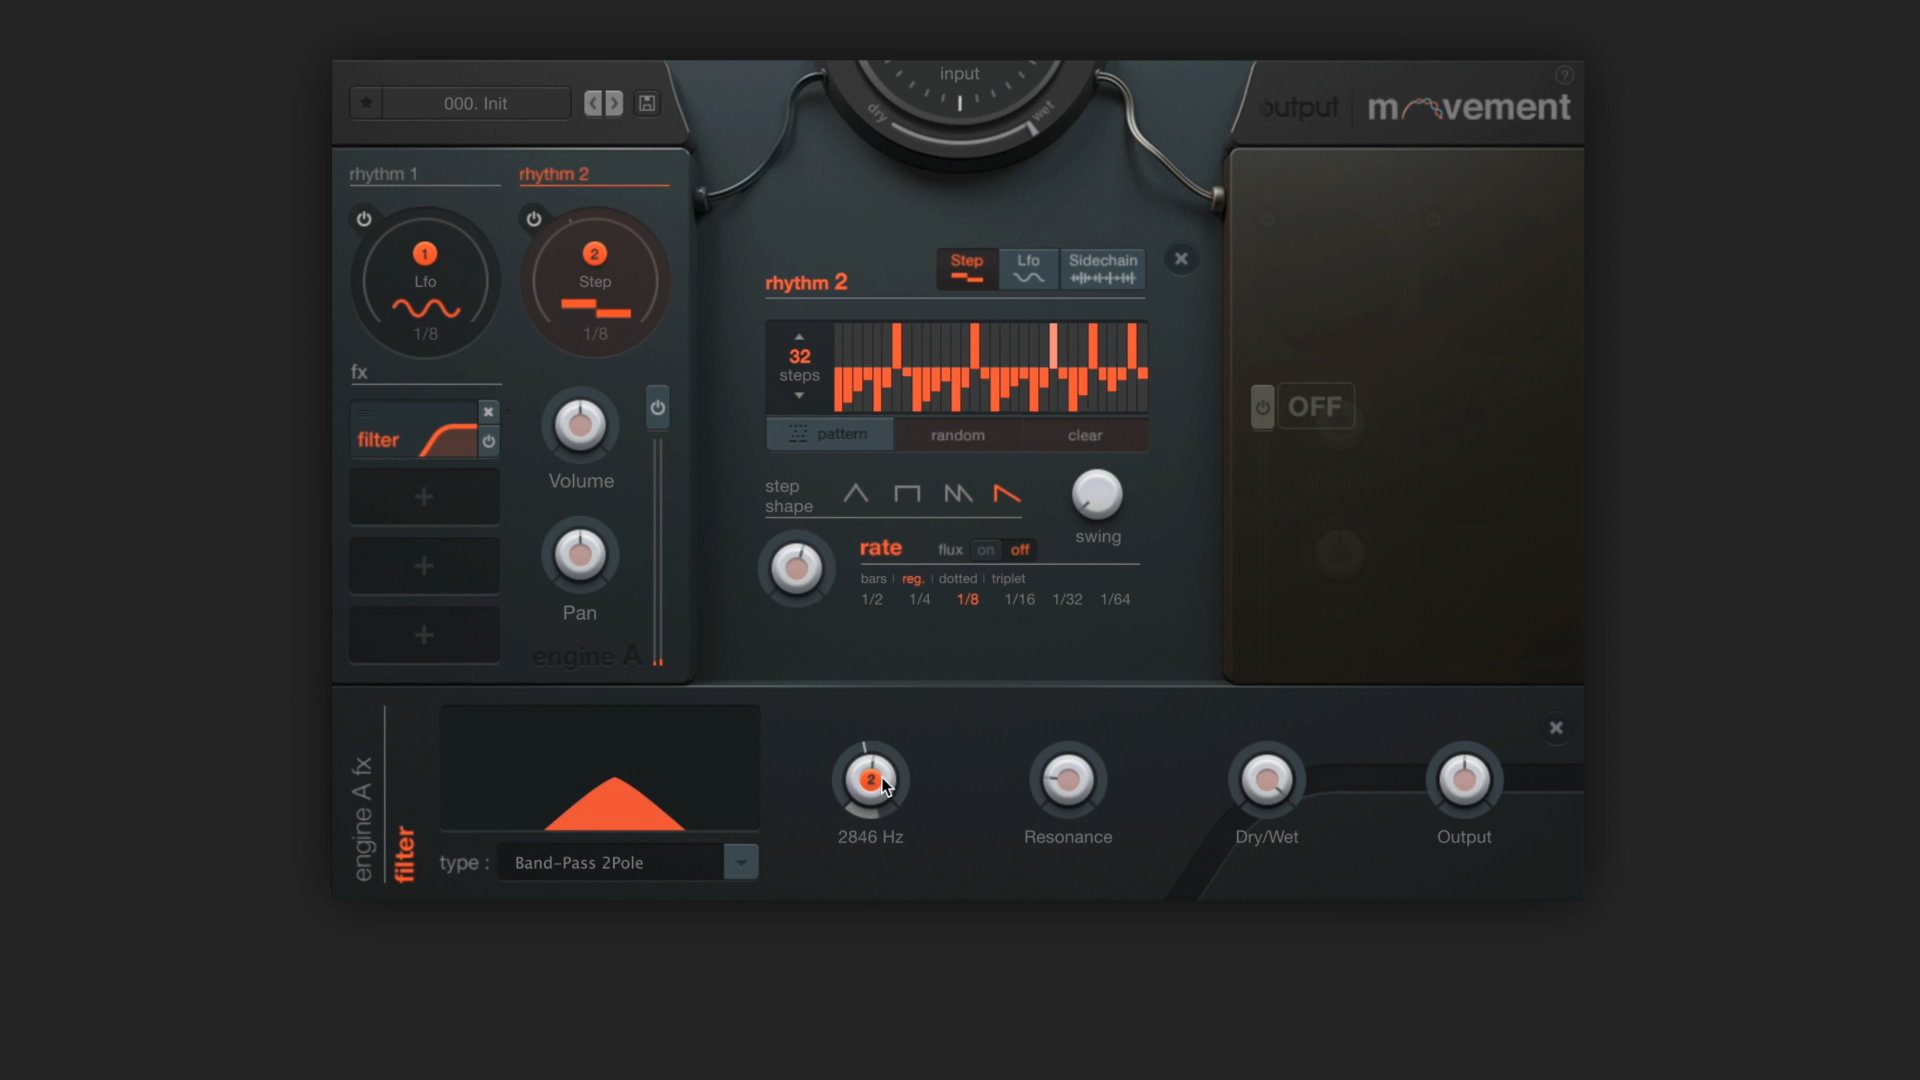 000. Init
input
dry
wet
output | movement
?
rhythm 1
rhythm 2
1
Lfo
1/8
2
Step
1/8
fx
filter
Volume
Pan
engine A
rhythm 2
Step
Lfo
Sidechain
32
steps
pattern
random
clear
step
shape
swing
rate
flux on off
bars | reg. | dotted | triplet
1/2 1/4 1/8 1/16 1/32 1/64
OFF
engine A fx
filter
type : Band-Pass 2Pole
2
2846 Hz
Resonance
Dry/Wet
Output